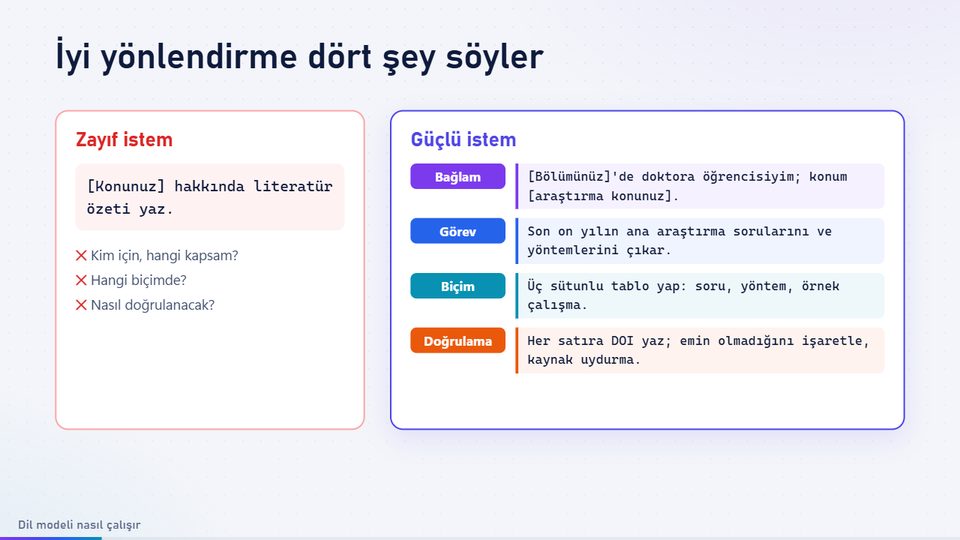 İyi yönlendirme dört şey söyler
Zayıf istem
[Konunuz] hakkında literatür
özeti yaz.
Kim için, hangi kapsam?
Hangi biçimde?
Nasıl doğrulanacak?
Güçlü istem
Bağlam
[Bölümünüz]'de doktora öğrencisiyim; konum
[araştırma konunuz].
Görev
Son on yılın ana araştırma sorularını ve
yöntemlerini çıkar.
Biçim
Üç sütunlu tablo yap: soru, yöntem, örnek
çalışma.
Doğrulama
Her satıra DOI yaz; emin olmadığını işaretle,
kaynak uydurma.
Dil modeli nasıl çalışır